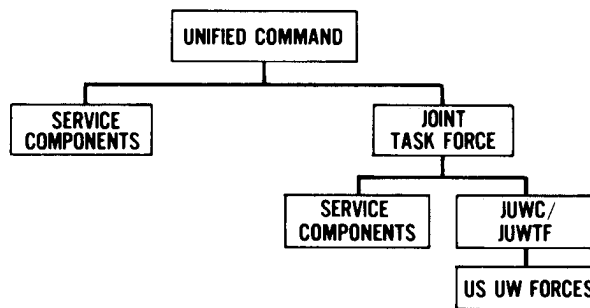 UNIFIED COMMAND
SERVICE
COMPONENTS
JOINT
TASK FORCE
SERVICE
COMPONENTS
JUWC/
JUWTF
US UW FORCES